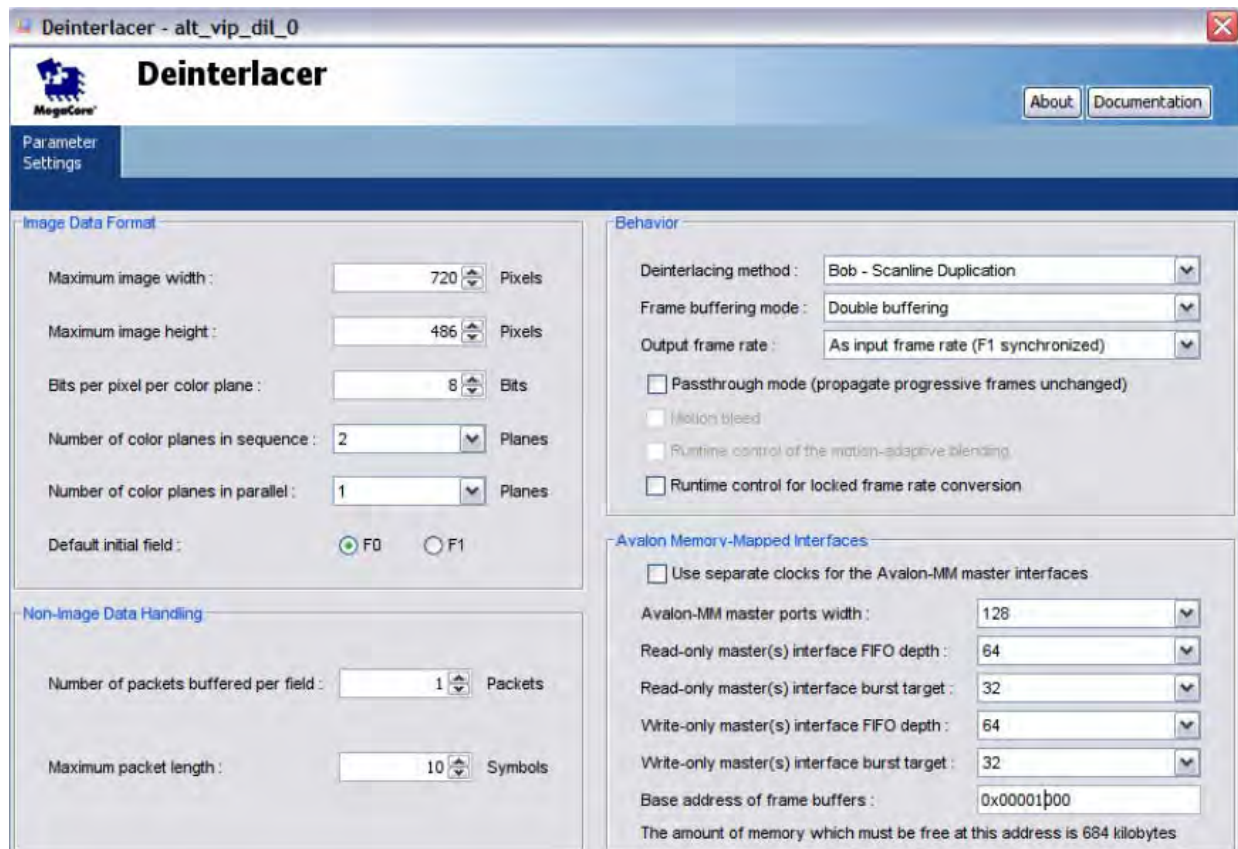 Deinterlacer - alt_vip_dil_0
Deinterlacer
MegaCore®
About Documentation
Parameter
Settings
Image Data Format
Maximum image width : 720 Pixels
Maximum image height : 486 Pixels
Bits per pixel per color plane : 8 Bits
Number of color planes in sequence : 2 Planes
Number of color planes in parallel : 1 Planes
Default initial field : F0 F1
Non-Image Data Handling
Number of packets buffered per field : 1 Packets
Maximum packet length : 10 Symbols
Behavior
Deinterlacing method : Bob - Scanline Duplication
Frame buffering mode : Double buffering
Output frame rate : As input frame rate (F1 synchronized)
Passthrough mode (propagate progressive frames unchanged)
Motion bleed
Runtime control of the motion-adaptive blending
Runtime control for locked frame rate conversion
Avalon Memory-Mapped Interfaces
Use separate clocks for the Avalon-MM master interfaces
Avalon-MM master ports width : 128
Read-only master(s) interface FIFO depth : 64
Read-only master(s) interface burst target : 32
Write-only master(s) interface FIFO depth : 64
Write-only master(s) interface burst target : 32
Base address of frame buffers : 0x00001000
The amount of memory which must be free at this address is 684 kilobytes